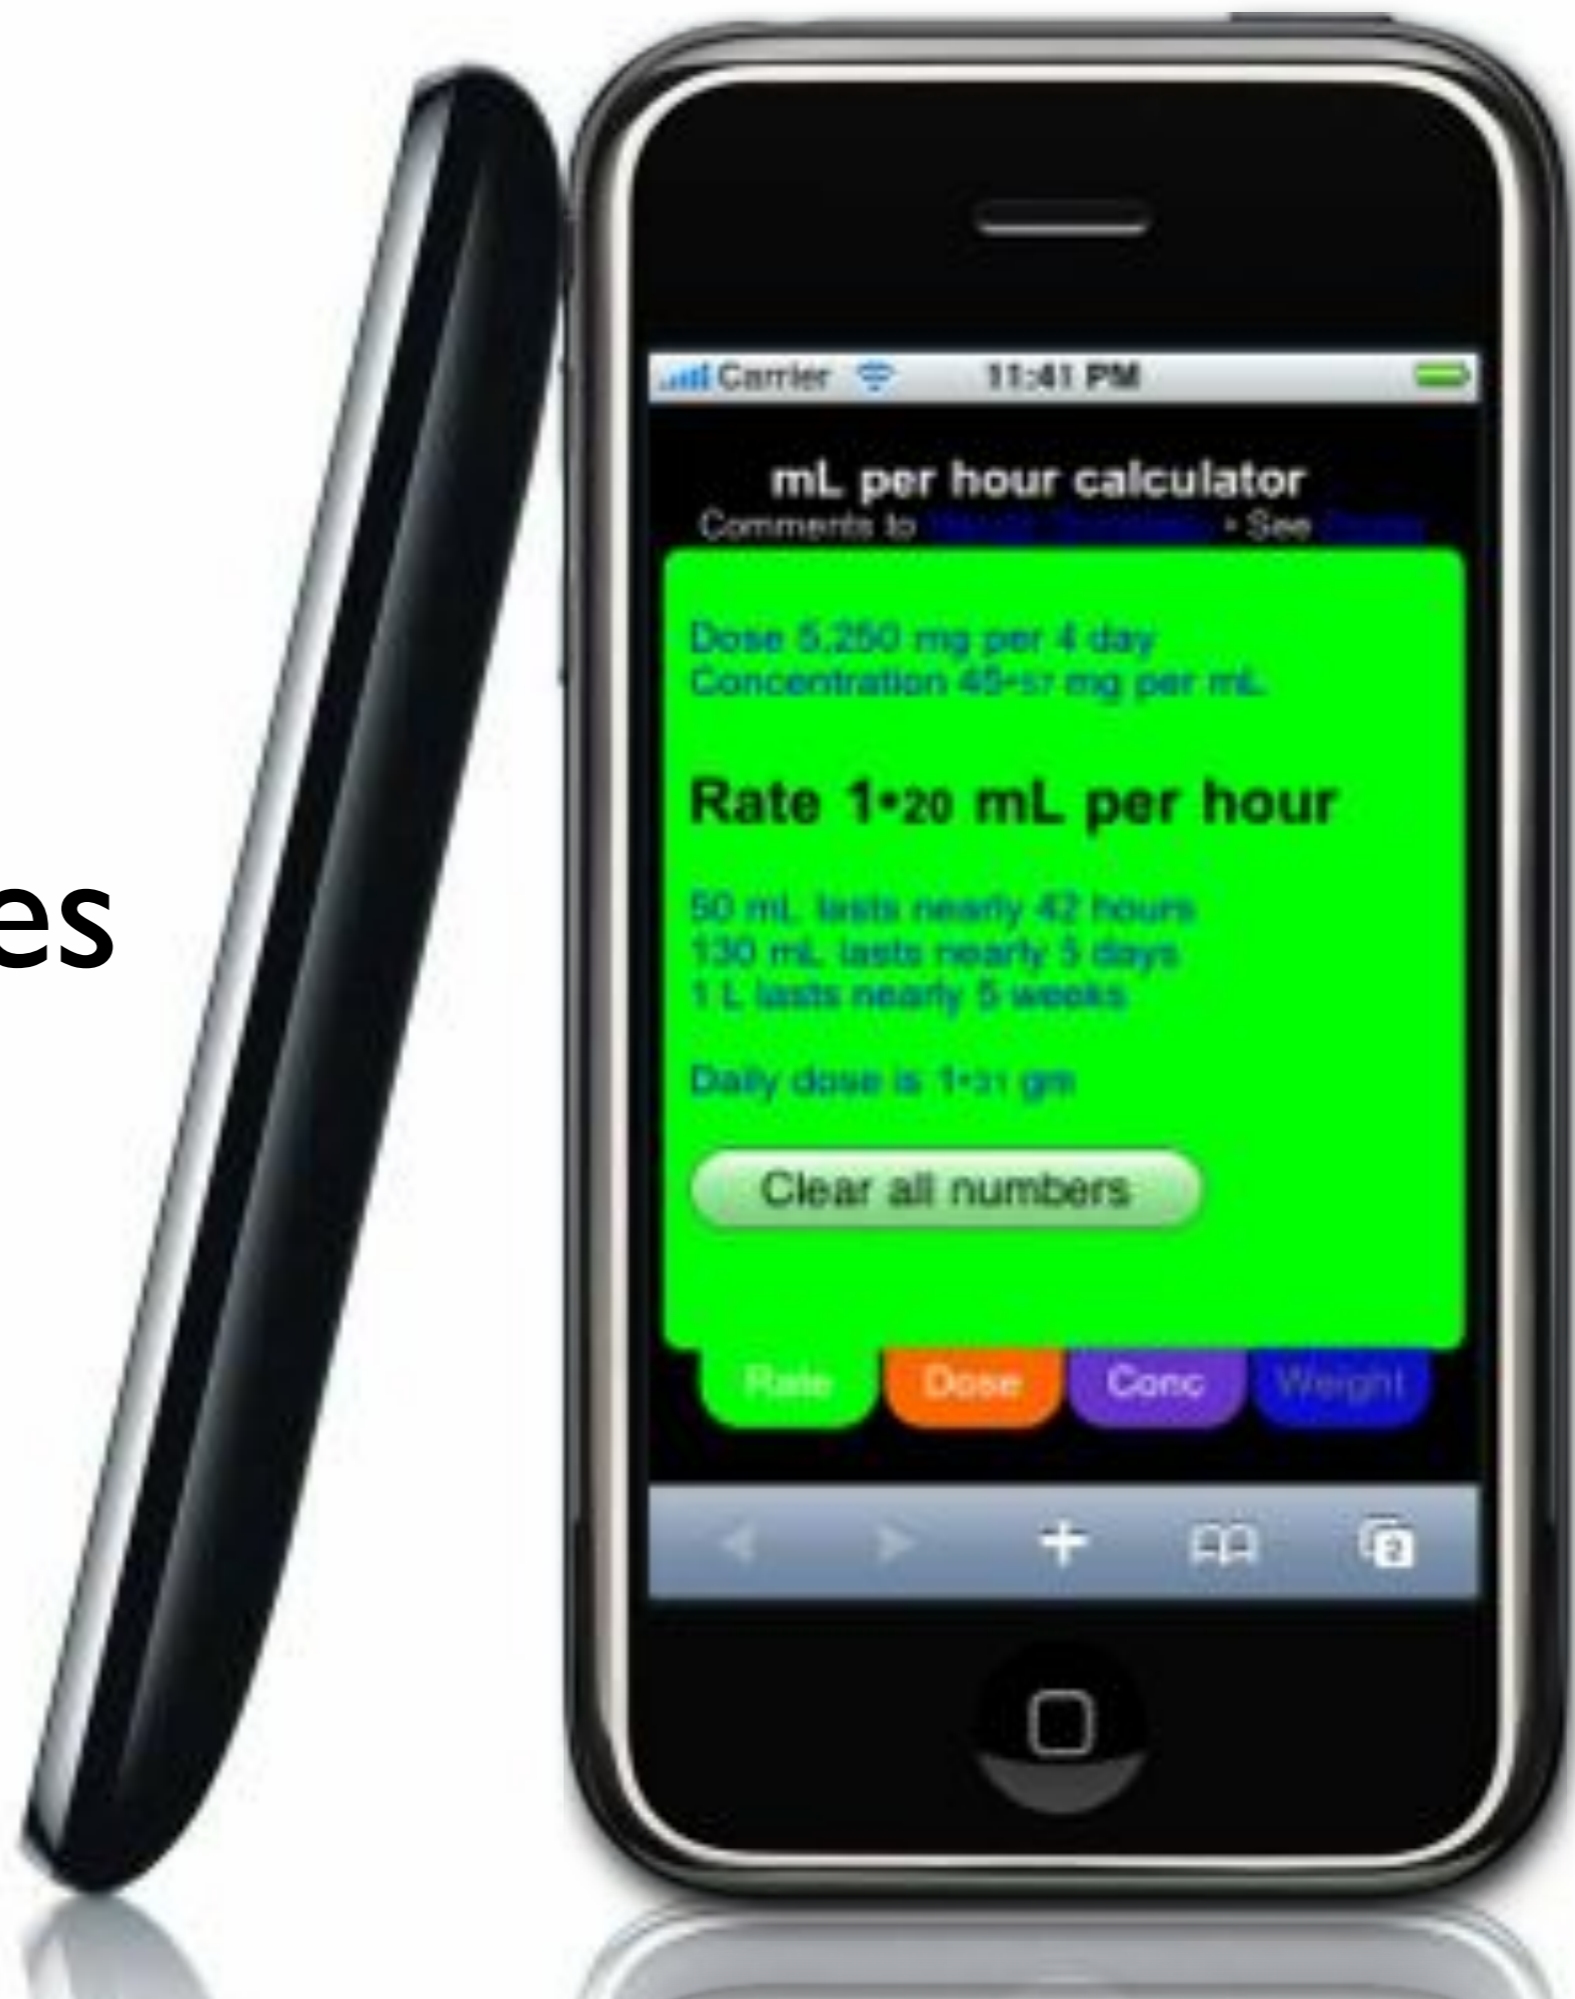 Carrier 11:41 PM
mL per hour calculator
Comments to • See
es
Dose 5,250 mg per 4 day
Concentration 45•57 mg per mL
Rate 1•20 mL per hour
50 mL lasts nearly 42 hours
130 mL lasts nearly 5 days
1 L lasts nearly 5 weeks
Daily dose is 1•31 gm
Clear all numbers
Rate Dose Conc Weight
2